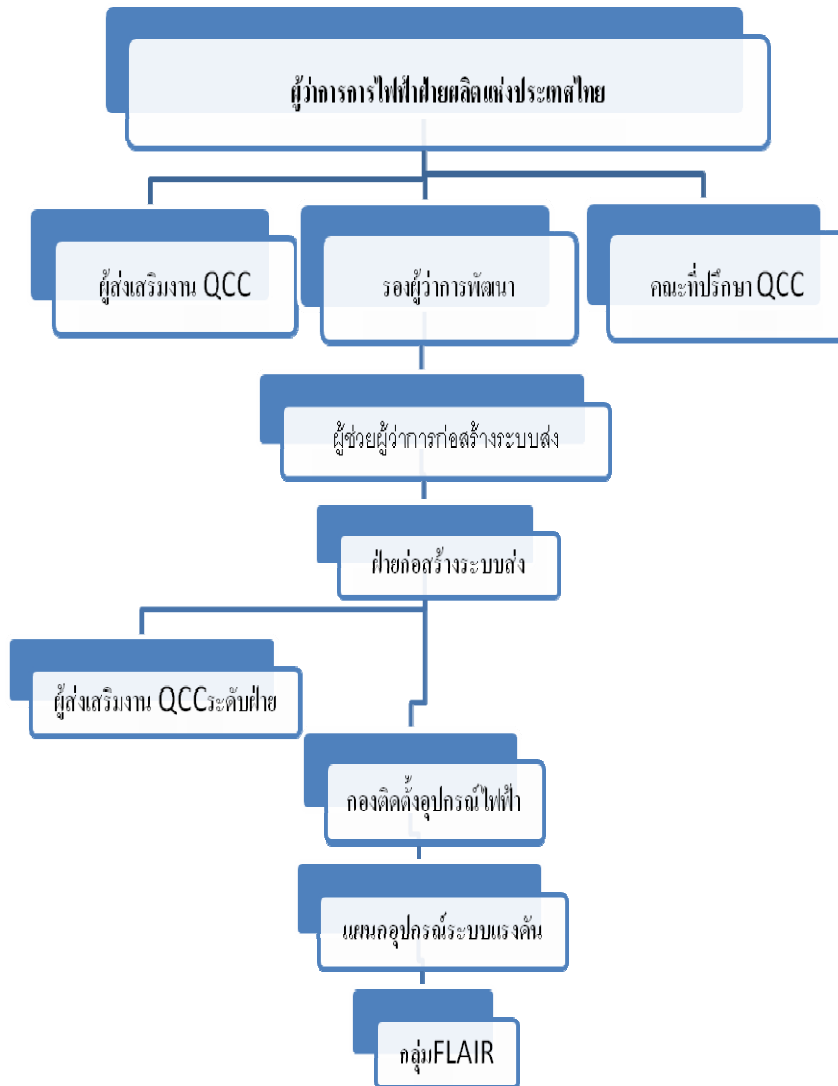 ผู้ว่าการการไฟฟ้าฝ่ายผลิตแห่งประเทศไทย
ผู้ส่งเสริมงาน QCC
รองผู้ว่าการพัฒนา
คณะที่ปรึกษา QCC
ผู้ช่วยผู้ว่าการก่อสร้างระบบส่ง
ฝ่ายก่อสร้างระบบส่ง
ผู้ส่งเสริมงาน QCCระดับฝ่าย
กองติดตั้งอุปกรณ์ไฟฟ้า
แผนกอุปกรณ์ระบบแรงดัน
กลุ่มFLAIR